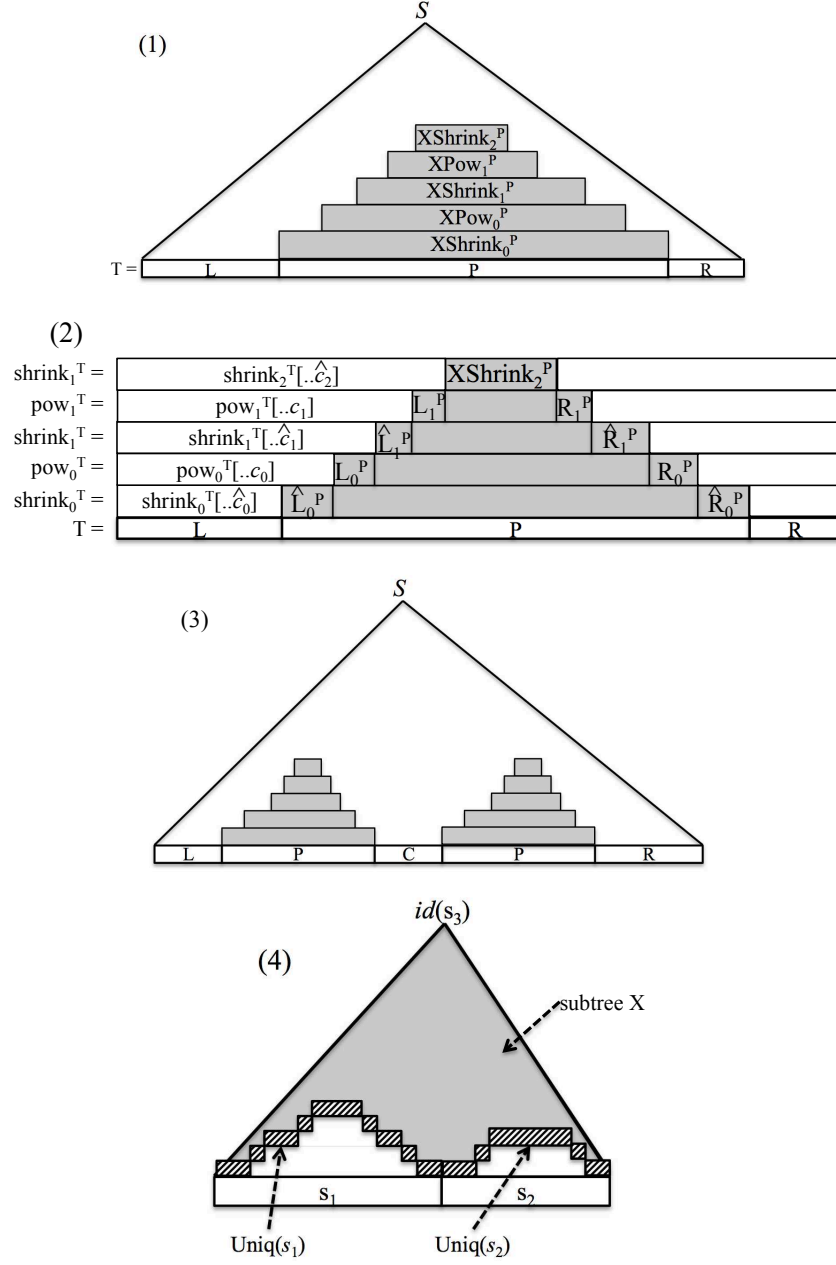 S
(1)
XShrink₂ᴾ
XPow₁ᴾ
XShrink₁ᴾ
XPow₀ᴾ
XShrink₀ᴾ
T = L P R
(2)
shrink₁ᵀ = shrink₂ᵀ[..ĉ₂] XShrink₂ᴾ
pow₁ᵀ = pow₁ᵀ[..c₁] L₁ᴾ R₁ᴾ
shrink₁ᵀ = shrink₁ᵀ[..ĉ₁] L̂₁ᴾ R̂₁ᴾ
pow₀ᵀ = pow₀ᵀ[..c₀] L₀ᴾ R₀ᴾ
shrink₀ᵀ = shrink₀ᵀ[..ĉ₀] L̂₀ᴾ R̂₀ᴾ
T = L P R
S
(3)
L P C P R
id(s₃)
(4)
subtree X
s₁ s₂
Uniq(s₁) Uniq(s₂)